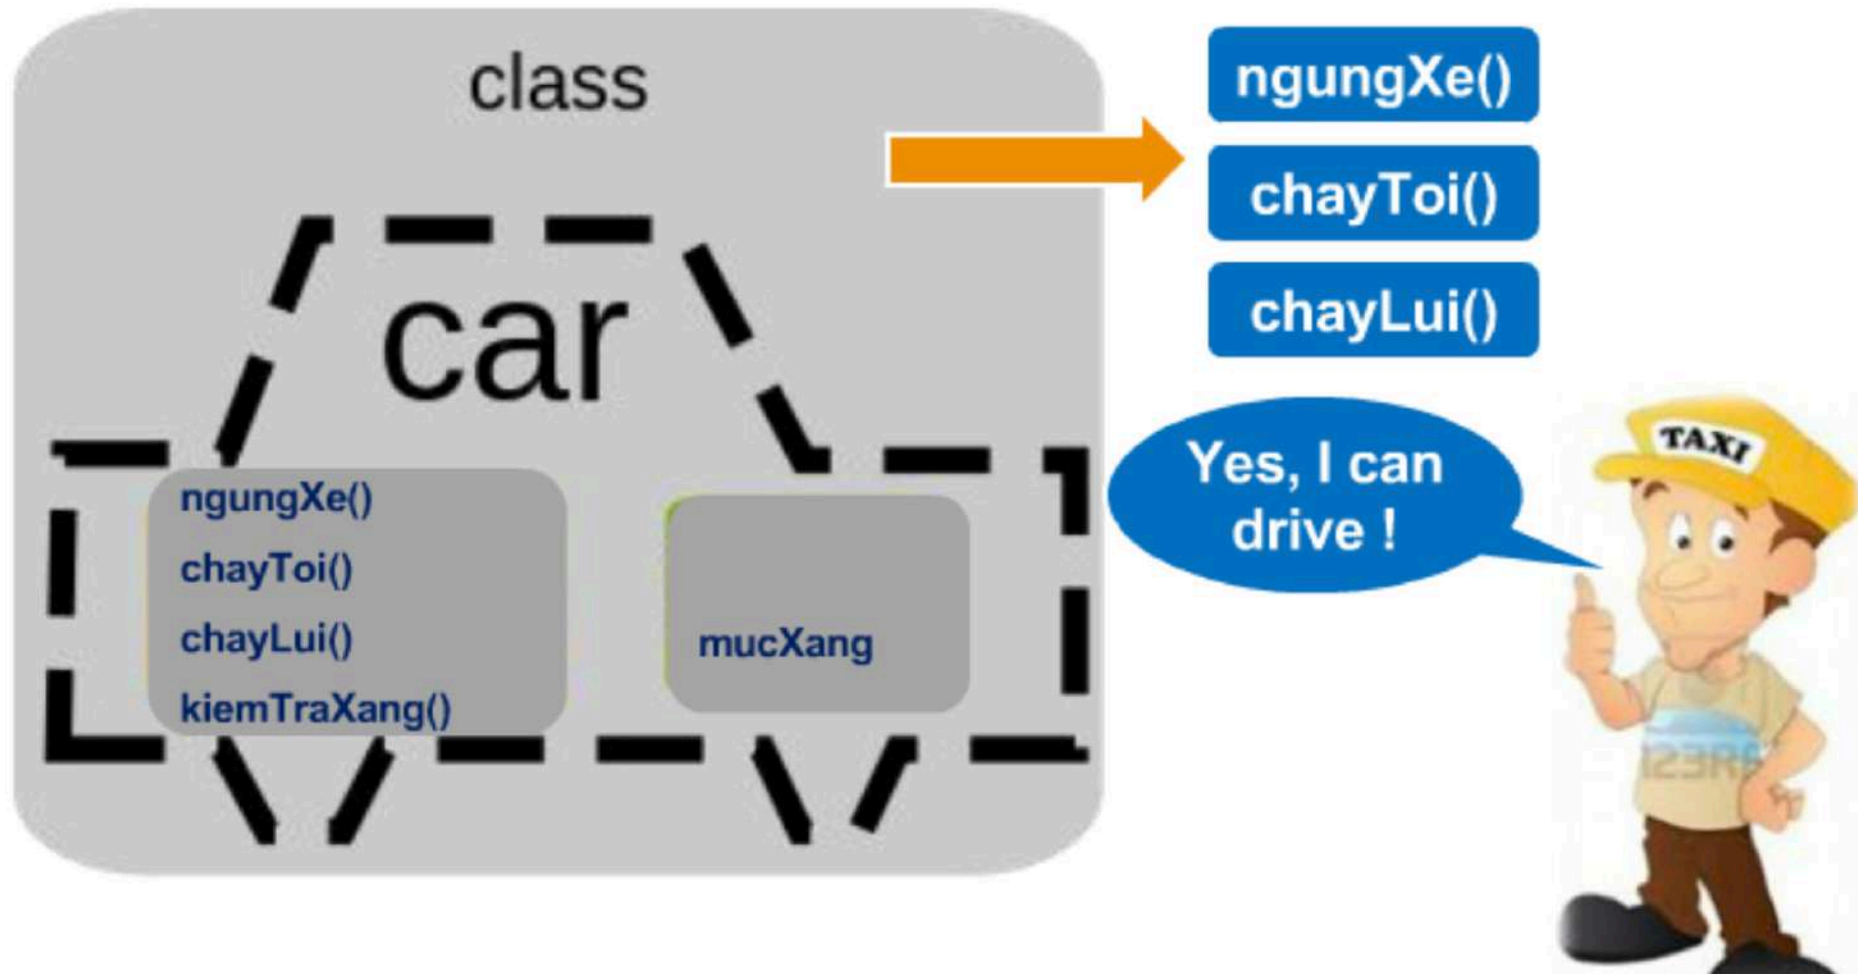 class
car
ngungXe()
chayToi()
chayLui()
kiemTraXang()
mucXang
ngungXe()
chayToi()
chayLui()
Yes, I can
drive !
TAXI